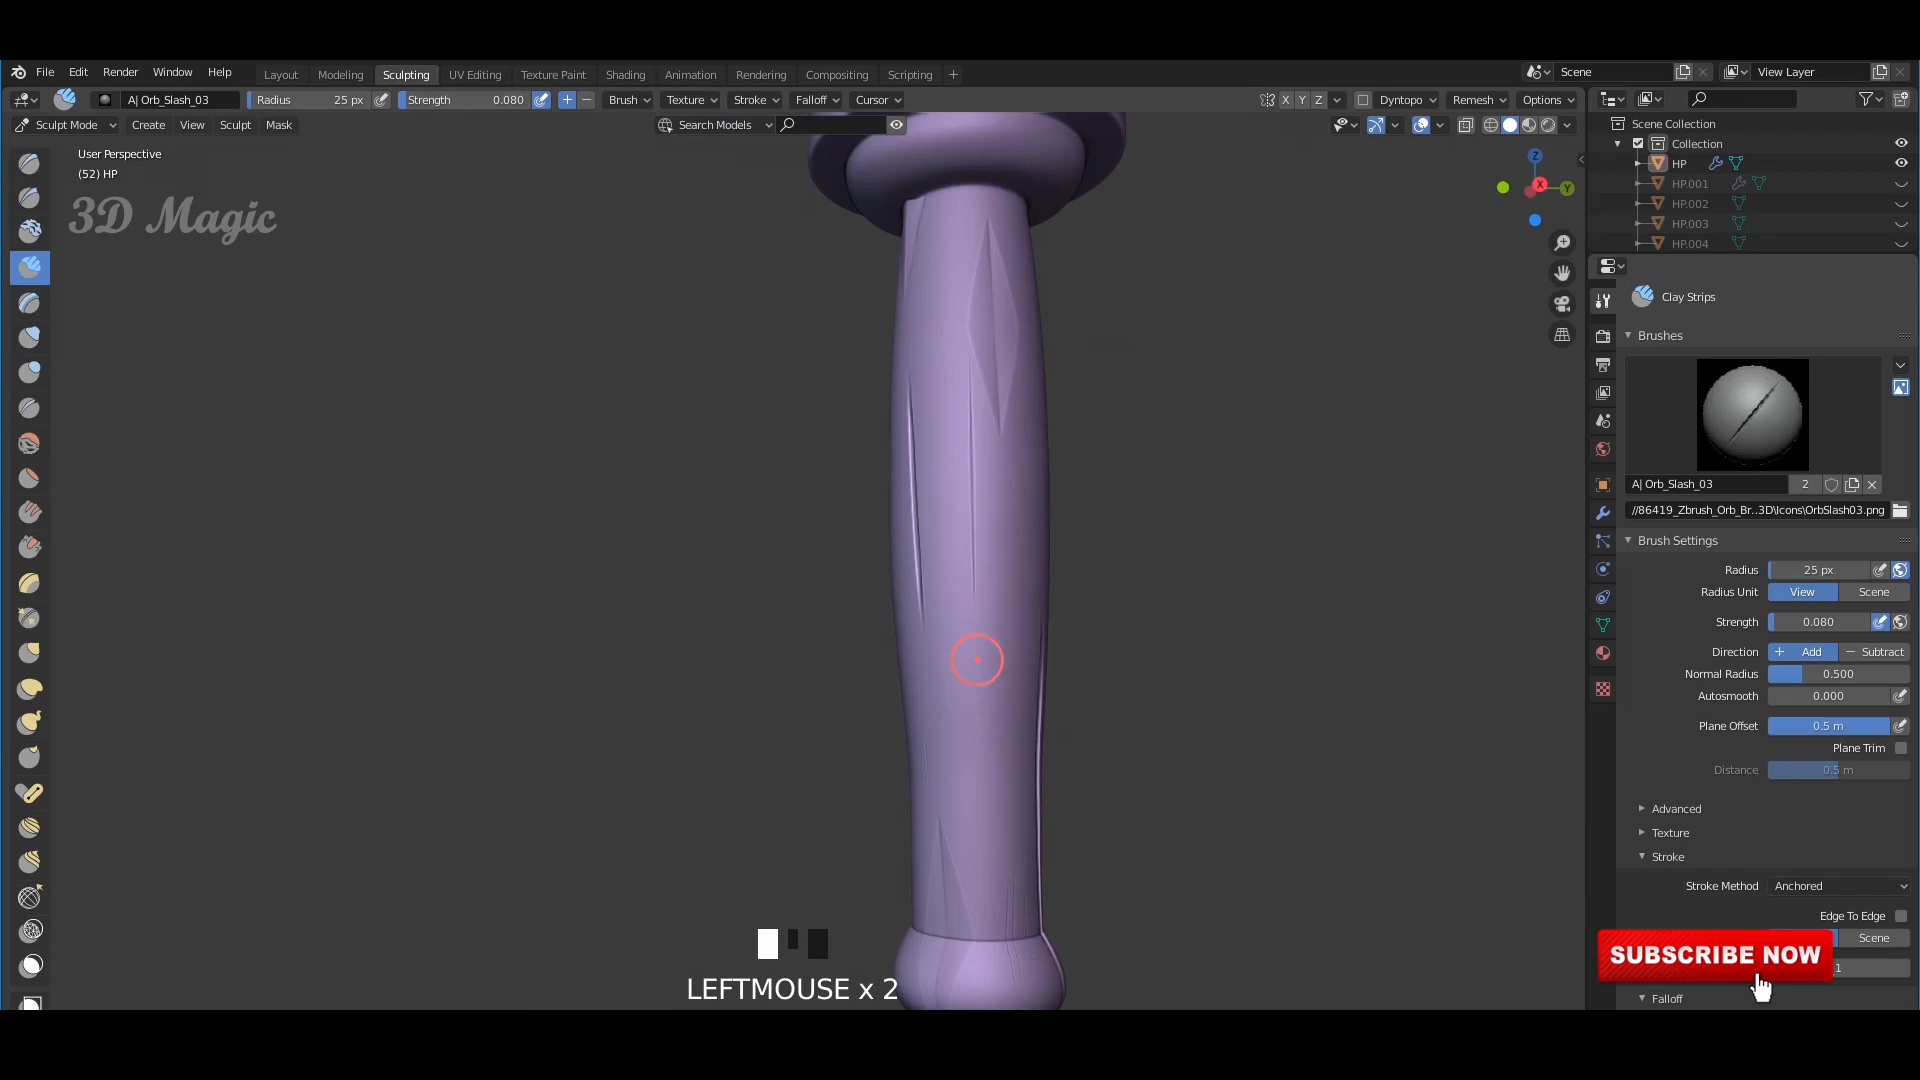 File Edit Render Window Help Layout Modeling Sculpting UV Editing Texture Paint Shading Animation Rendering Compositing Scripting + Scene View Layer
A| Orb_Slash_03 Radius 25 px Strength 0.080 Brush Texture Stroke Falloff Cursor X Y Z Dyntopo Remesh Options
Sculpt Mode Create View Sculpt Mask Search Models
User Perspective
(52) HP
3D Magic
Z
X
Y
Scene Collection
Collection
HP
HP.001
HP.002
HP.003
HP.004
Clay Strips
Brushes
A| Orb_Slash_03 2
//86419_Zbrush_Orb_Br..3D\Icons\OrbSlash03.png
Brush Settings
Radius 25 px
Radius Unit View Scene
Strength 0.080
Direction + Add − Subtract
Normal Radius 0.500
Autosmooth 0.000
Plane Offset 0.5 m
Plane Trim
Distance 0.5 m
Advanced
Texture
Stroke
Stroke Method Anchored
Edge To Edge
Scene
SUBSCRIBE NOW
1
Falloff
LEFTMOUSE x 2